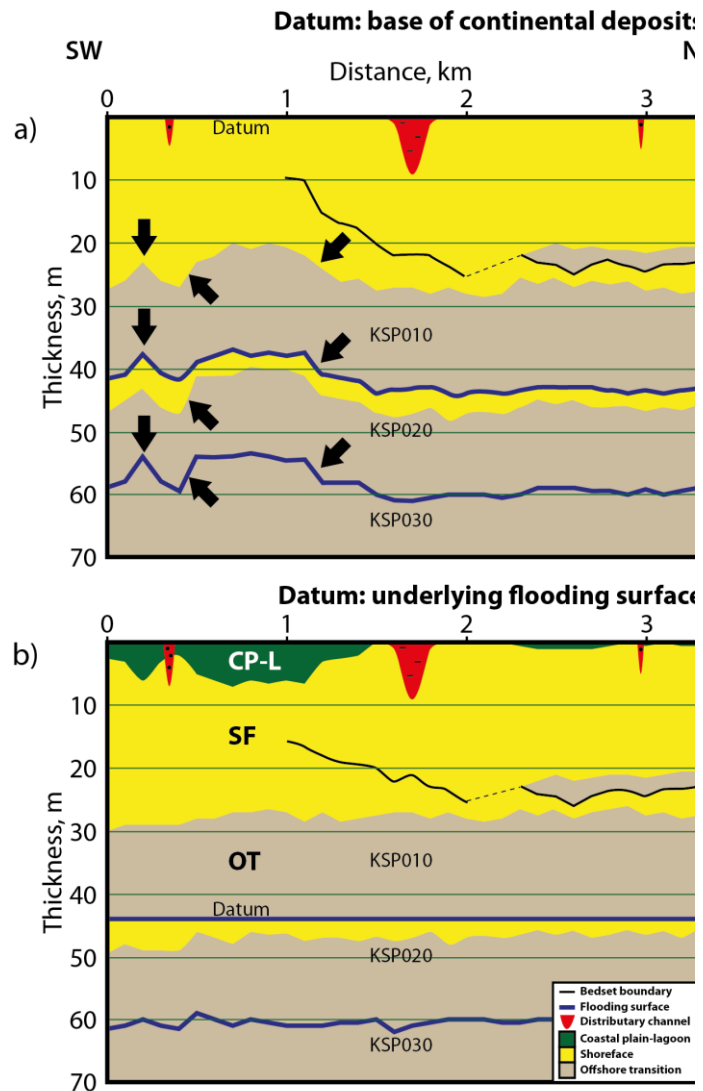 Datum: base of continental deposits
SW N
Distance, km
0 1 2 3
a)
Datum
10
20
30
KSP010
40
KSP020
50
60
KSP030
70
Thickness, m
Datum: underlying flooding surface
0 1 2 3
b)
CP-L
10
SF
20
30
OT KSP010
40
Datum
50
KSP020
60
KSP030
70
Thickness, m
Bedset boundary
Flooding surface
Distributary channel
Coastal plain-lagoon
Shoreface
Offshore transition